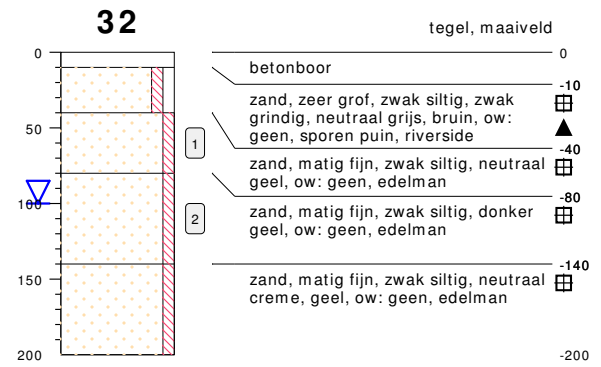 32
tegel, maaiveld
0
0
betonboor
-10
zand, zeer grof, zwak siltig, zwak
grindig, neutraal grijs, bruin, ow:
geen, sporen puin, riverside
50
1
-40
zand, matig fijn, zwak siltig, neutraal
geel, ow: geen, edelman
-80
100
2
zand, matig fijn, zwak siltig, donker
geel, ow: geen, edelman
-140
150
zand, matig fijn, zwak siltig, neutraal
creme, geel, ow: geen, edelman
200
-200